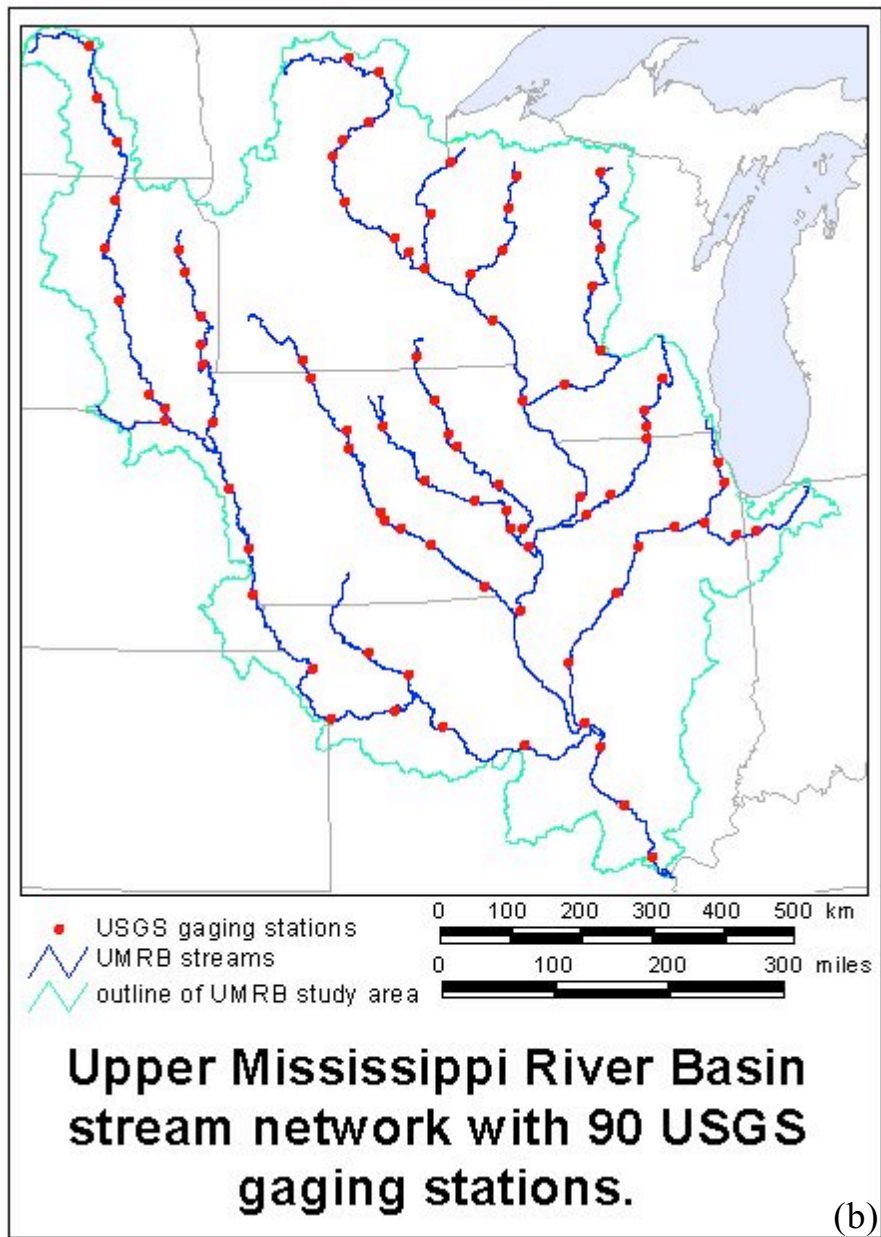 USGS gaging stations
UMRB streams
outline of UMRB study area
0 100 200 300 400 500 km
0 100 200 300 miles
Upper Mississippi River Basin
stream network with 90 USGS
gaging stations.
(b)